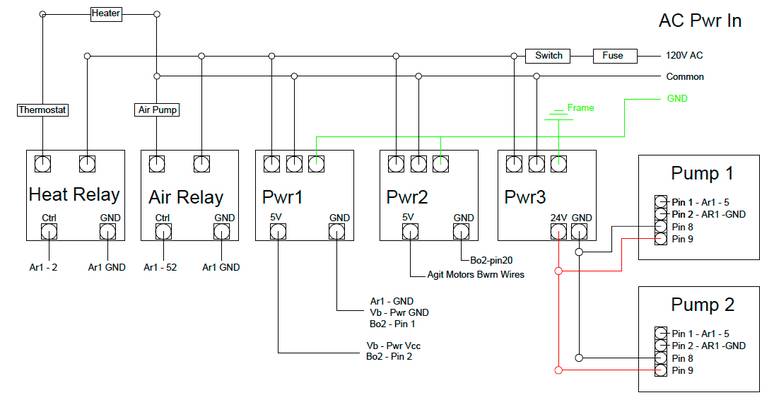 Heater
AC Pwr In
Switch
Fuse
120V AC
Common
GND
Thermostat
Air Pump
Frame
Heat Relay
Ctrl
GND
Ar1 - 2
Ar1 GND
Air Relay
Ctrl
GND
Ar1 - 52
Ar1 GND
Pwr1
5V
GND
Ar1 - GND
Vb - Pwr GND
Bo2 - Pin 1
Vb - Pwr Vcc
Bo2 - Pin 2
Pwr2
5V
GND
Bo2-pin20
Agit Motors Bwrn Wires
Pwr3
24V
GND
Pump 1
Pin 1 - Ar1 - 5
Pin 2 - AR1 -GND
Pin 8
Pin 9
Pump 2
Pin 1 - Ar1 - 5
Pin 2 - AR1 -GND
Pin 8
Pin 9